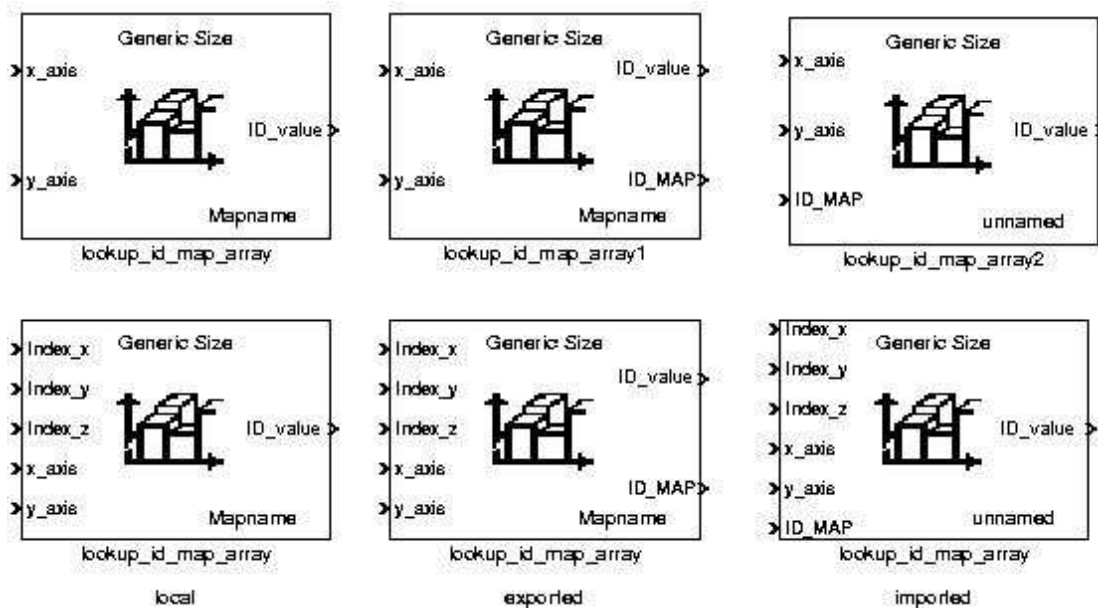 Generic Size
x_axis
ID_value
y_axis
Mapname
lookup_id_map_array
Generic Size
x_axis
ID_value
y_axis
ID_MAP
Mapname
lookup_id_map_array1
Generic Size
x_axis
y_axis
ID_value
ID_MAP
unnamed
lookup_id_map_array2
Generic Size
Index_x
Index_y
Index_z
ID_value
x_axis
y_axis
Mapname
lookup_id_map_array
local
Generic Size
Index_x
ID_value
Index_y
Index_z
x_axis
ID_MAP
y_axis
Mapname
lookup_id_map_array
exported
Index_x
Generic Size
Index_y
Index_z
ID_value
x_axis
y_axis
ID_MAP
unnamed
lookup_id_map_array
imported